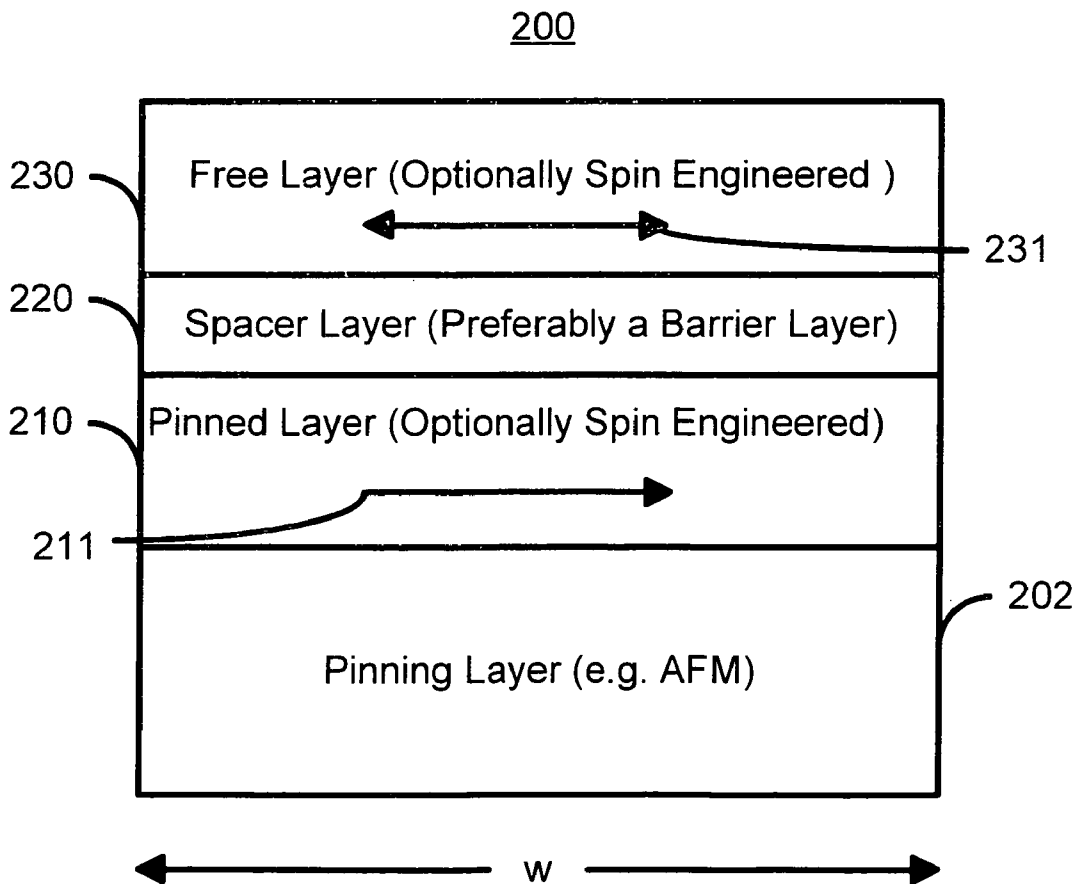 200
230
Free Layer (Optionally Spin Engineered )
231
220
Spacer Layer (Preferably a Barrier Layer)
210
Pinned Layer (Optionally Spin Engineered)
211
202
Pinning Layer (e.g. AFM)
w